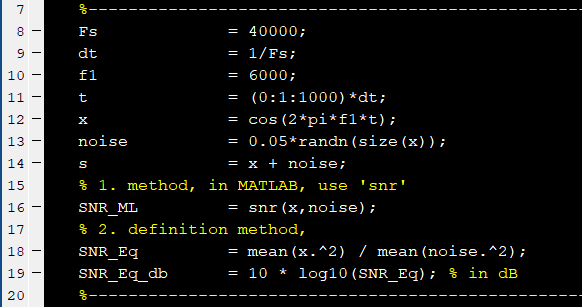 7 %--------------------------------------------------
8 - Fs = 40000;
9 - dt = 1/Fs;
10 - f1 = 6000;
11 - t = (0:1:1000)*dt;
12 - x = cos(2*pi*f1*t);
13 - noise = 0.05*randn(size(x));
14 - s = x + noise;
15 % 1. method, in MATLAB, use 'snr'
16 - SNR_ML = snr(x,noise);
17 % 2. definition method,
18 - SNR_Eq = mean(x.^2) / mean(noise.^2);
19 - SNR_Eq_db = 10 * log10(SNR_Eq); % in dB
20 %--------------------------------------------------